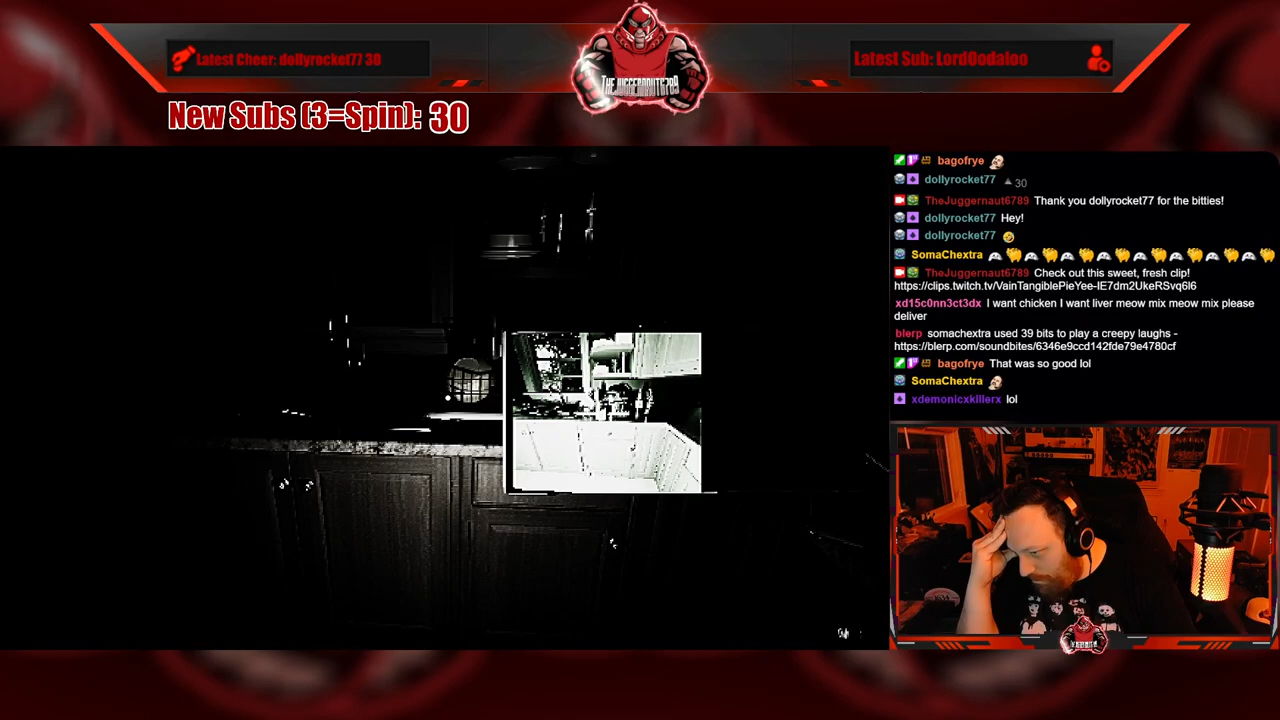 Latest Cheer: dollyrocket77 30
THEJUGGERNAUT6789
Latest Sub: LordOodaloo
New Subs (3=Spin): 30
bagofrye
dollyrocket77 30
TheJuggernaut6789 Thank you dollyrocket77 for the bitties!
dollyrocket77 Hey!
dollyrocket77
SomaChextra
TheJuggernaut6789 Check out this sweet, fresh clip!
https://clips.twitch.tv/VainTangiblePieYee-IE7dm2UkeRSvq6l6
xd15c0nn3ct3dx I want chicken I want liver meow mix meow mix please
deliver
blerp somachextra used 39 bits to play a creepy laughs -
https://blerp.com/soundbites/6346e9ccd142fde79e4780cf
bagofrye That was so good lol
SomaChextra
xdemonicxkillerx lol